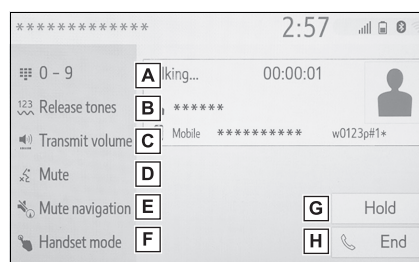 ************* 2:57
0 - 9 A lking... 00:00:01
123 Release tones B ******
Transmit volume C Mobile ********** w0123p#1*
Mute D
Mute navigation E G Hold
Handset mode F H End